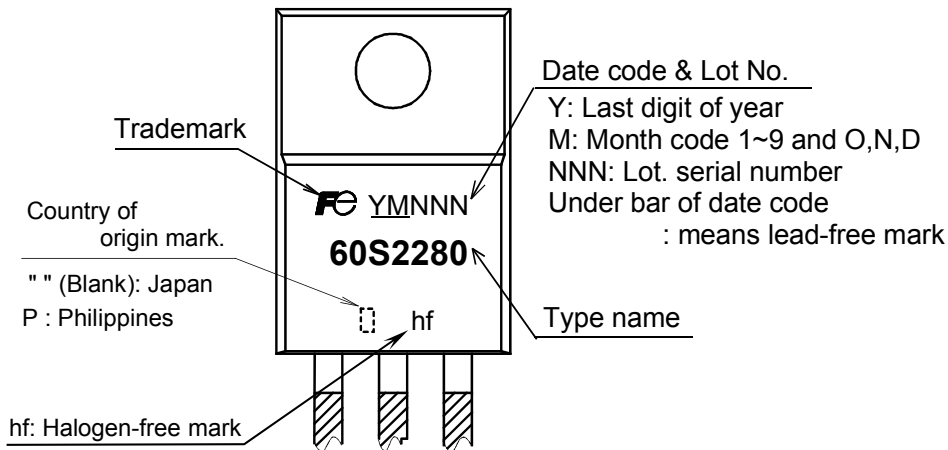 Date code & Lot No.
Y: Last digit of year
M: Month code 1~9 and O,N,D
NNN: Lot. serial number
Under bar of date code
: means lead-free mark
Trademark
Fe YMNNN
60S2280
Country of
origin mark.
" " (Blank): Japan
P : Philippines
hf
Type name
hf: Halogen-free mark